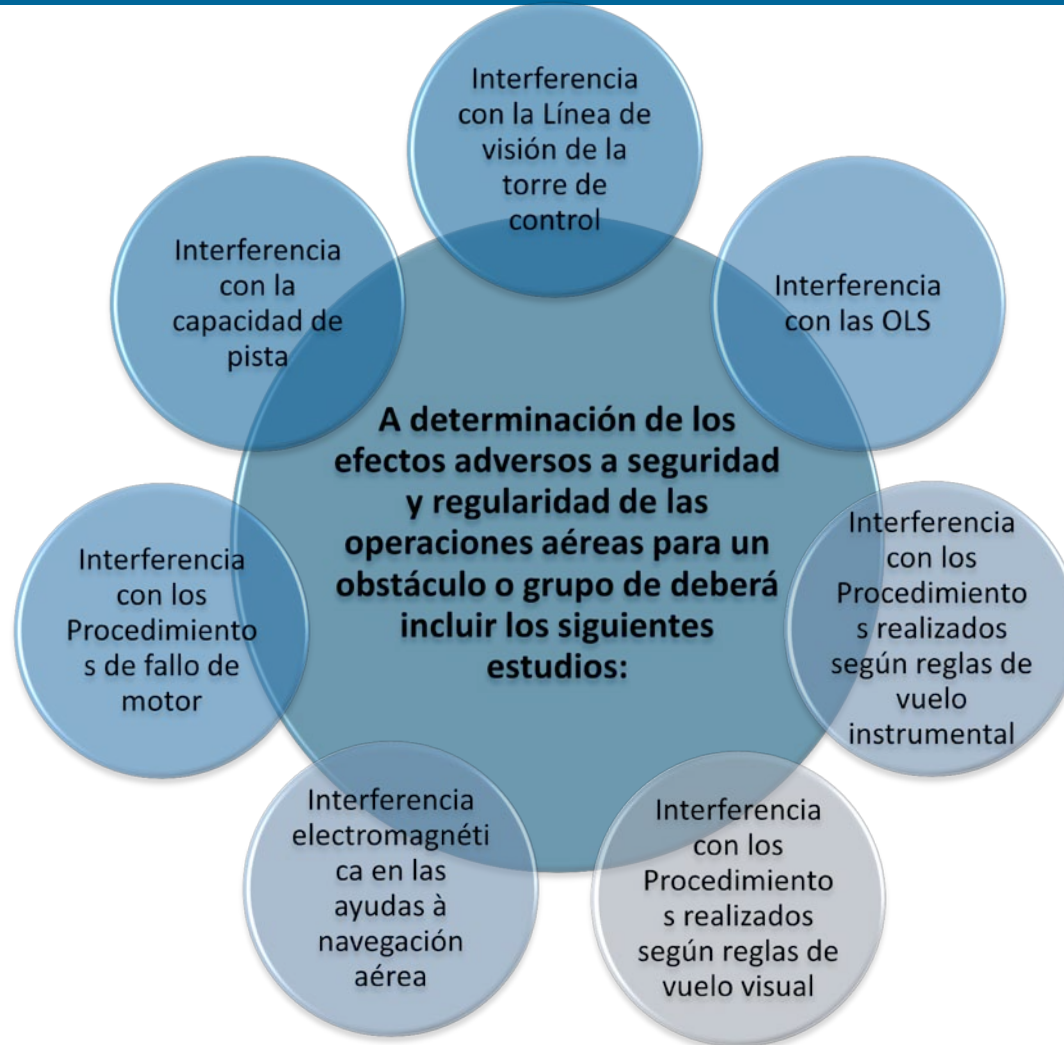 Interferencia
con la Línea de
visión de la
torre de
control
Interferencia
con las OLS
Interferencia
con los
Procedimiento
s realizados
según reglas de
vuelo
instrumental
Interferencia
con los
Procedimiento
s realizados
según reglas de
vuelo visual
Interferencia
electromagnéti
ca en las
ayudas à
navegación
aérea
Interferencia
con los
Procedimiento
s de fallo de
motor
Interferencia
con la
capacidad de
pista
A determinación de los
efectos adversos a seguridad
y regularidad de las
operaciones aéreas para un
obstáculo o grupo de deberá
incluir los siguientes
estudios: